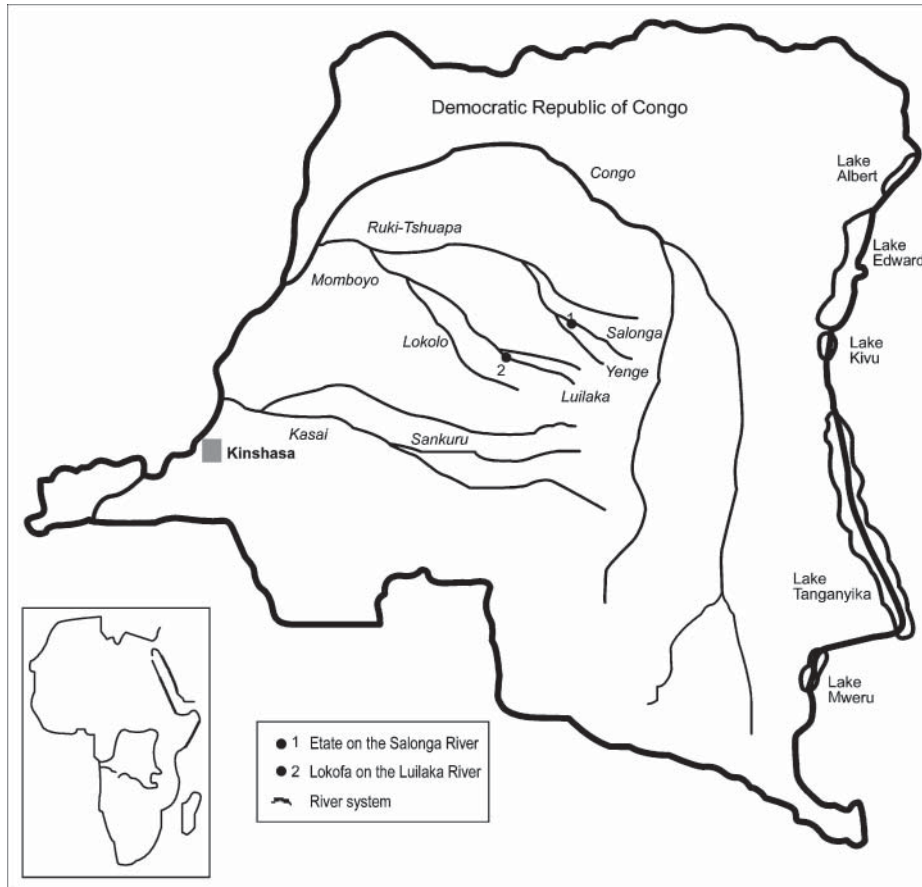 Democratic Republic of Congo
Lake
Albert
Congo
Ruki-Tshuapa
Lake
Edward
Momboyo
1
Salonga
Lokolo
2
Yenge
Lake
Kivu
Luilaka
Kasai
Sankuru
Kinshasa
Lake
Tanganyika
Lake
Mweru
1 Etate on the Salonga River
2 Lokofa on the Luilaka River
River system